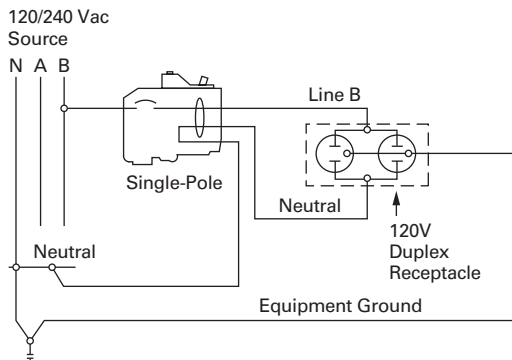 120/240 Vac
Source
N A B
Line B
Single-Pole
Neutral
120V
Duplex
Receptacle
Neutral
Equipment Ground